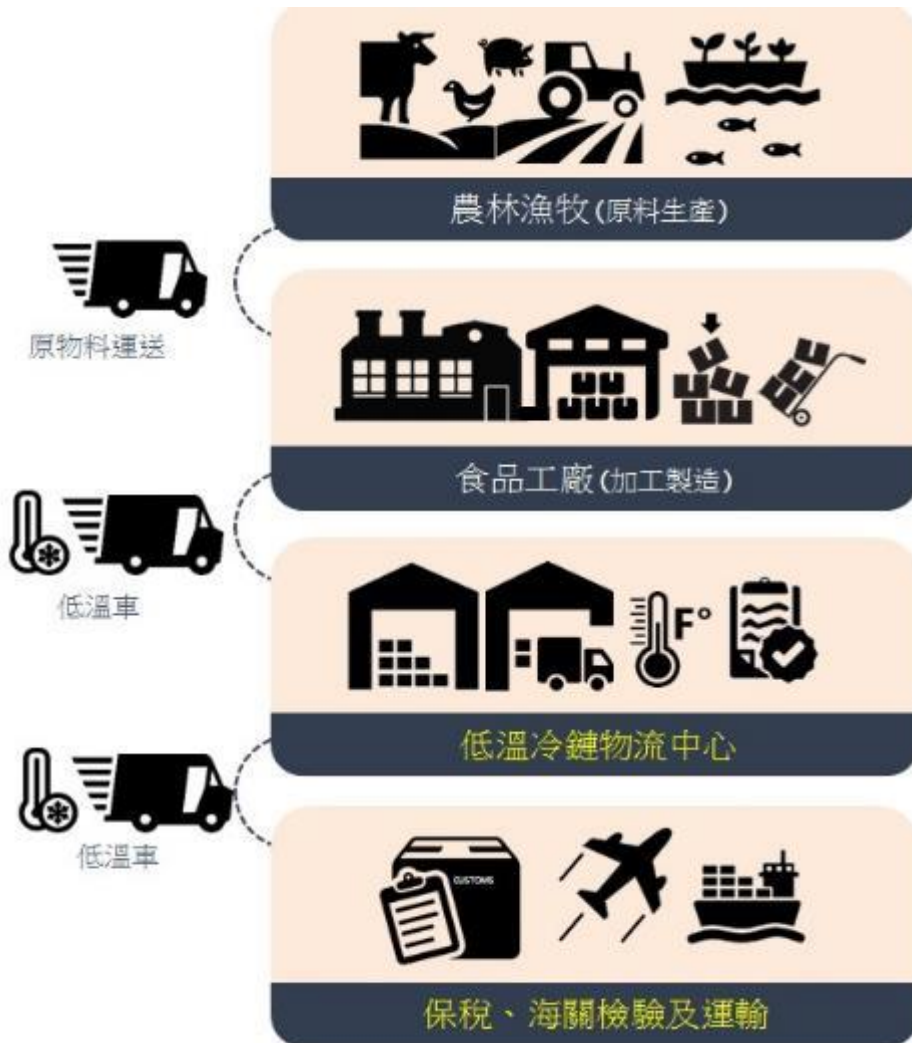 農林漁牧(原料生產)
原物料運送
食品工廠(加工製造)
低溫車
F°
低溫冷鏈物流中心
低溫車
CUSTOMS
保稅、海關檢驗及運輸